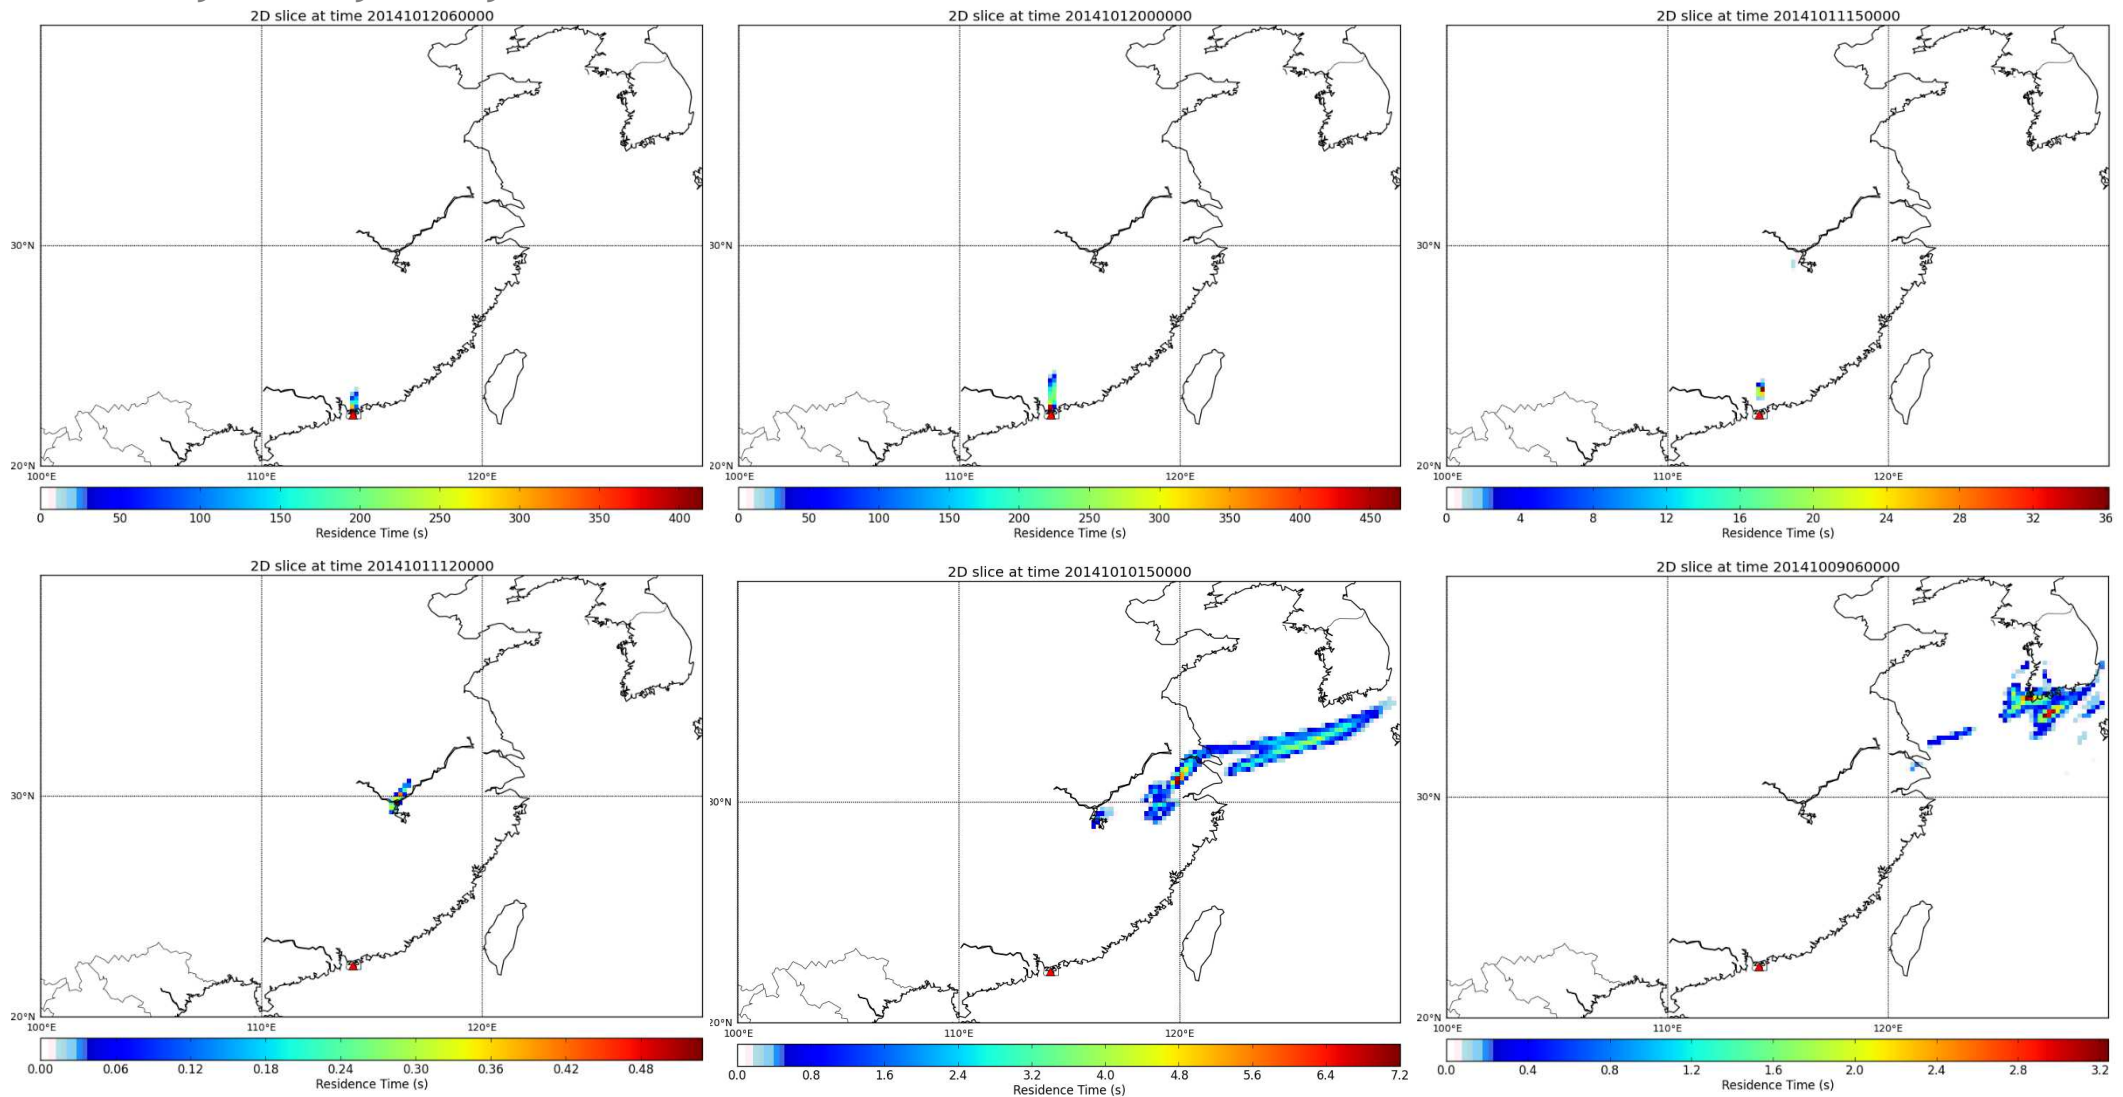 2D slice at time 20141012060000
2D slice at time 20141012000000
2D slice at time 20141011150000
30°N
30°N
30°N
20°N
20°N
20°N
100°E 110°E 120°E
100°E 110°E 120°E
100°E 110°E 120°E
0 50 100 150 200 250 300 350 400
0 50 100 150 200 250 300 350 400 450
0 4 8 12 16 20 24 28 32 36
Residence Time (s)
Residence Time (s)
Residence Time (s)
2D slice at time 20141011120000
2D slice at time 20141010150000
2D slice at time 20141009060000
30°N
30°N
30°N
20°N
20°N
20°N
100°E 110°E 120°E
100°E 110°E 120°E
100°E 110°E 120°E
0.00 0.06 0.12 0.18 0.24 0.30 0.36 0.42 0.48
0.0 0.8 1.6 2.4 3.2 4.0 4.8 5.6 6.4 7.2
0.0 0.4 0.8 1.2 1.6 2.0 2.4 2.8 3.2
Residence Time (s)
Residence Time (s)
Residence Time (s)